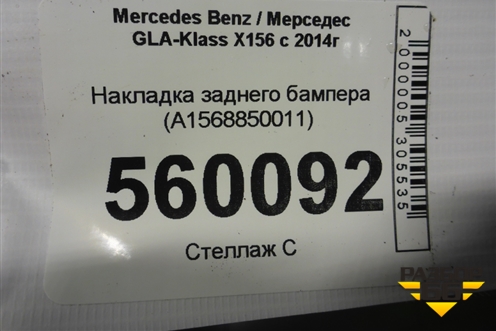 Mercedes Benz / Мерседес
GLA-Klass X156 с 2014г
Накладка заднего бампера
(A1568850011)
560092
Стеллаж С
2000005305535